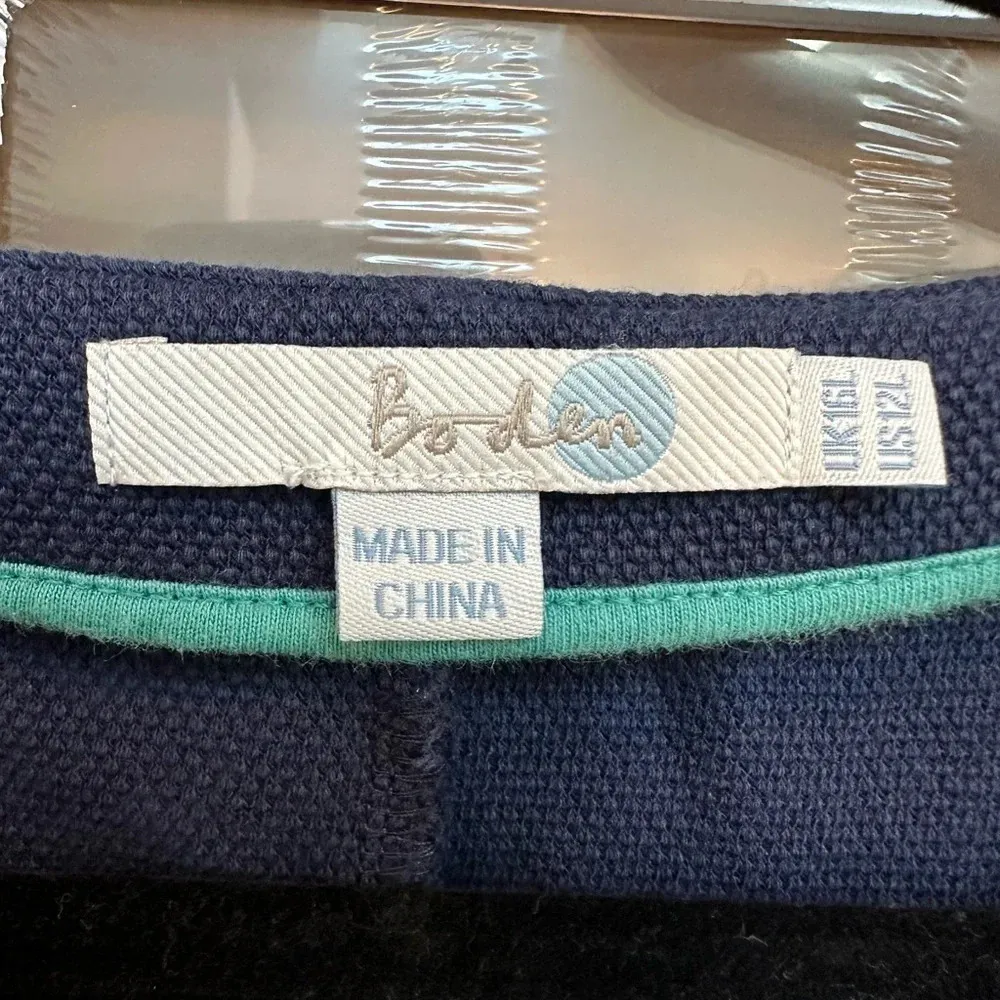 Boden
UK16L
US12L
MADE IN
CHINA